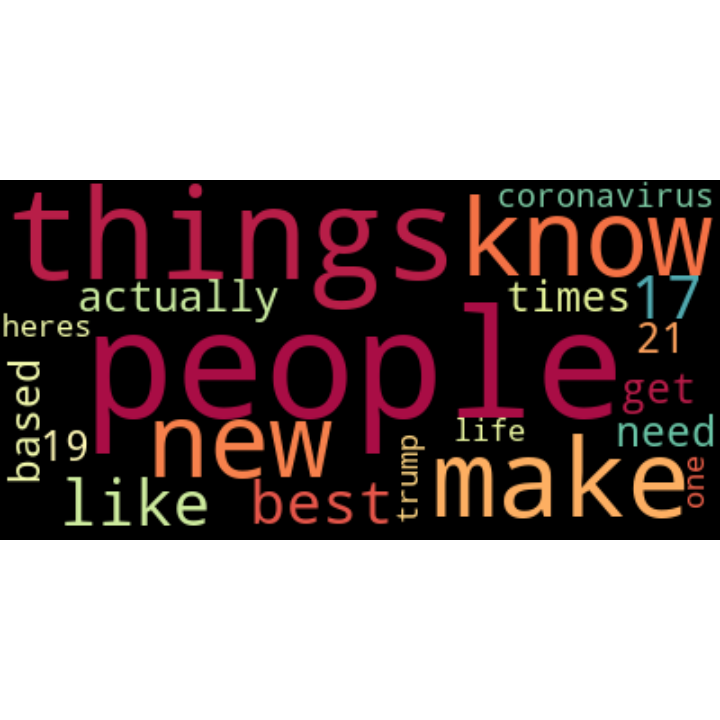 things
coronavirus
know
actually
times
17
heres
people
21
get
based
19
new
life
need
like
best
trump
make
one